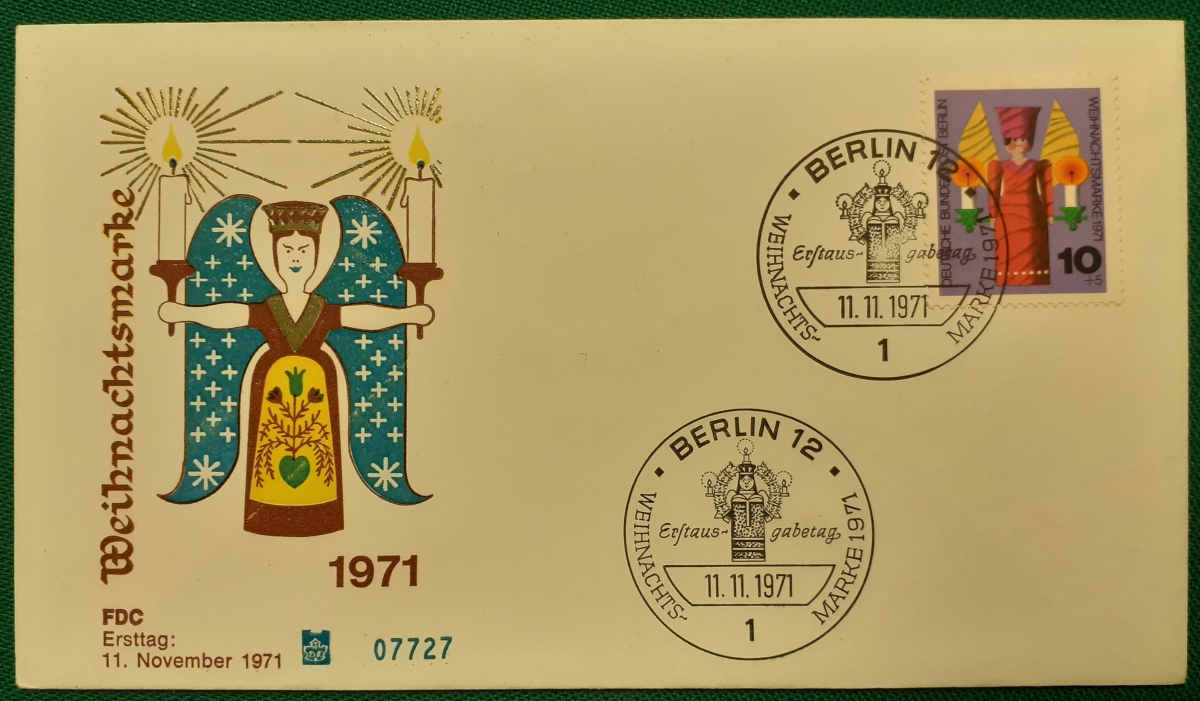 Weihnachtsmarke
1971
FDC
Ersttag:
11. November 1971
07727
DEUTSCHE BUNDESPOST BERLIN
WEIHNACHTSMARKE 1971
10
+5
BERLIN 12
Erstaus- gabetag
11.11.1971
WEIHNACHTS-
MARKE 1971
1
BERLIN 12
Erstaus- gabetag
11.11.1971
WEIHNACHTS-
MARKE 1971
1